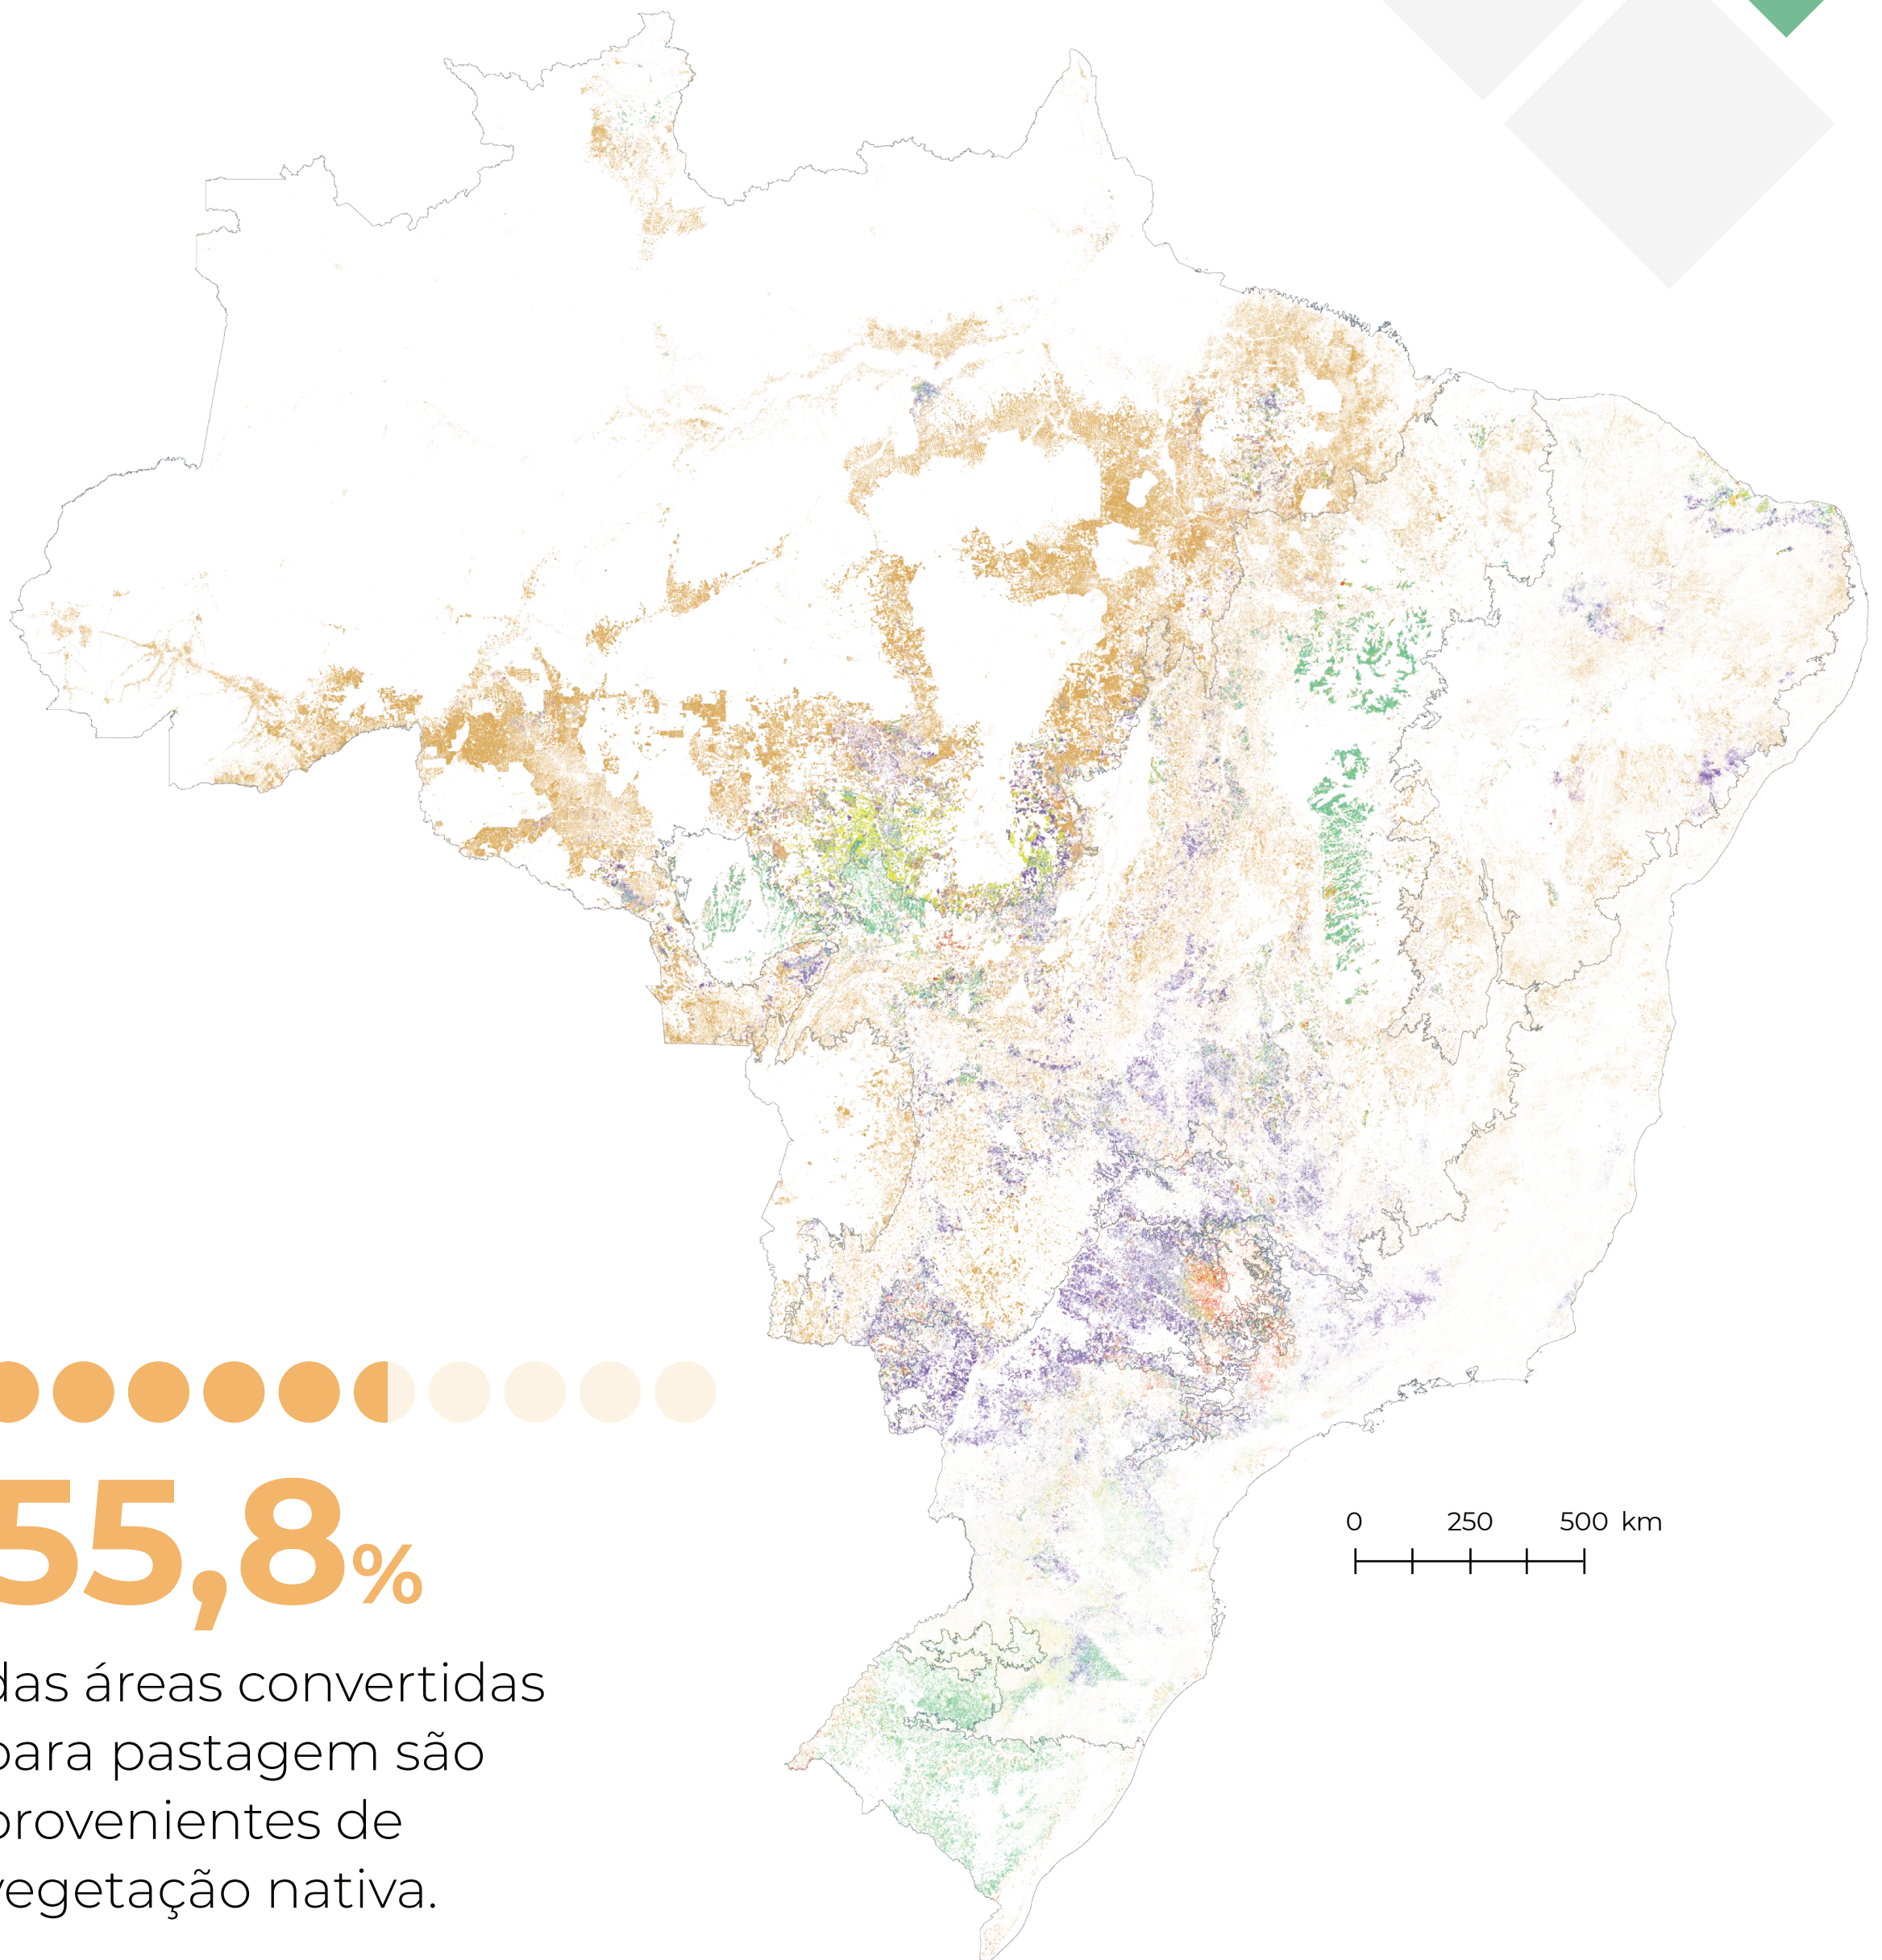 55,8%
das áreas convertidas
para pastagem são
provenientes de
vegetação nativa.
0 250 500 km